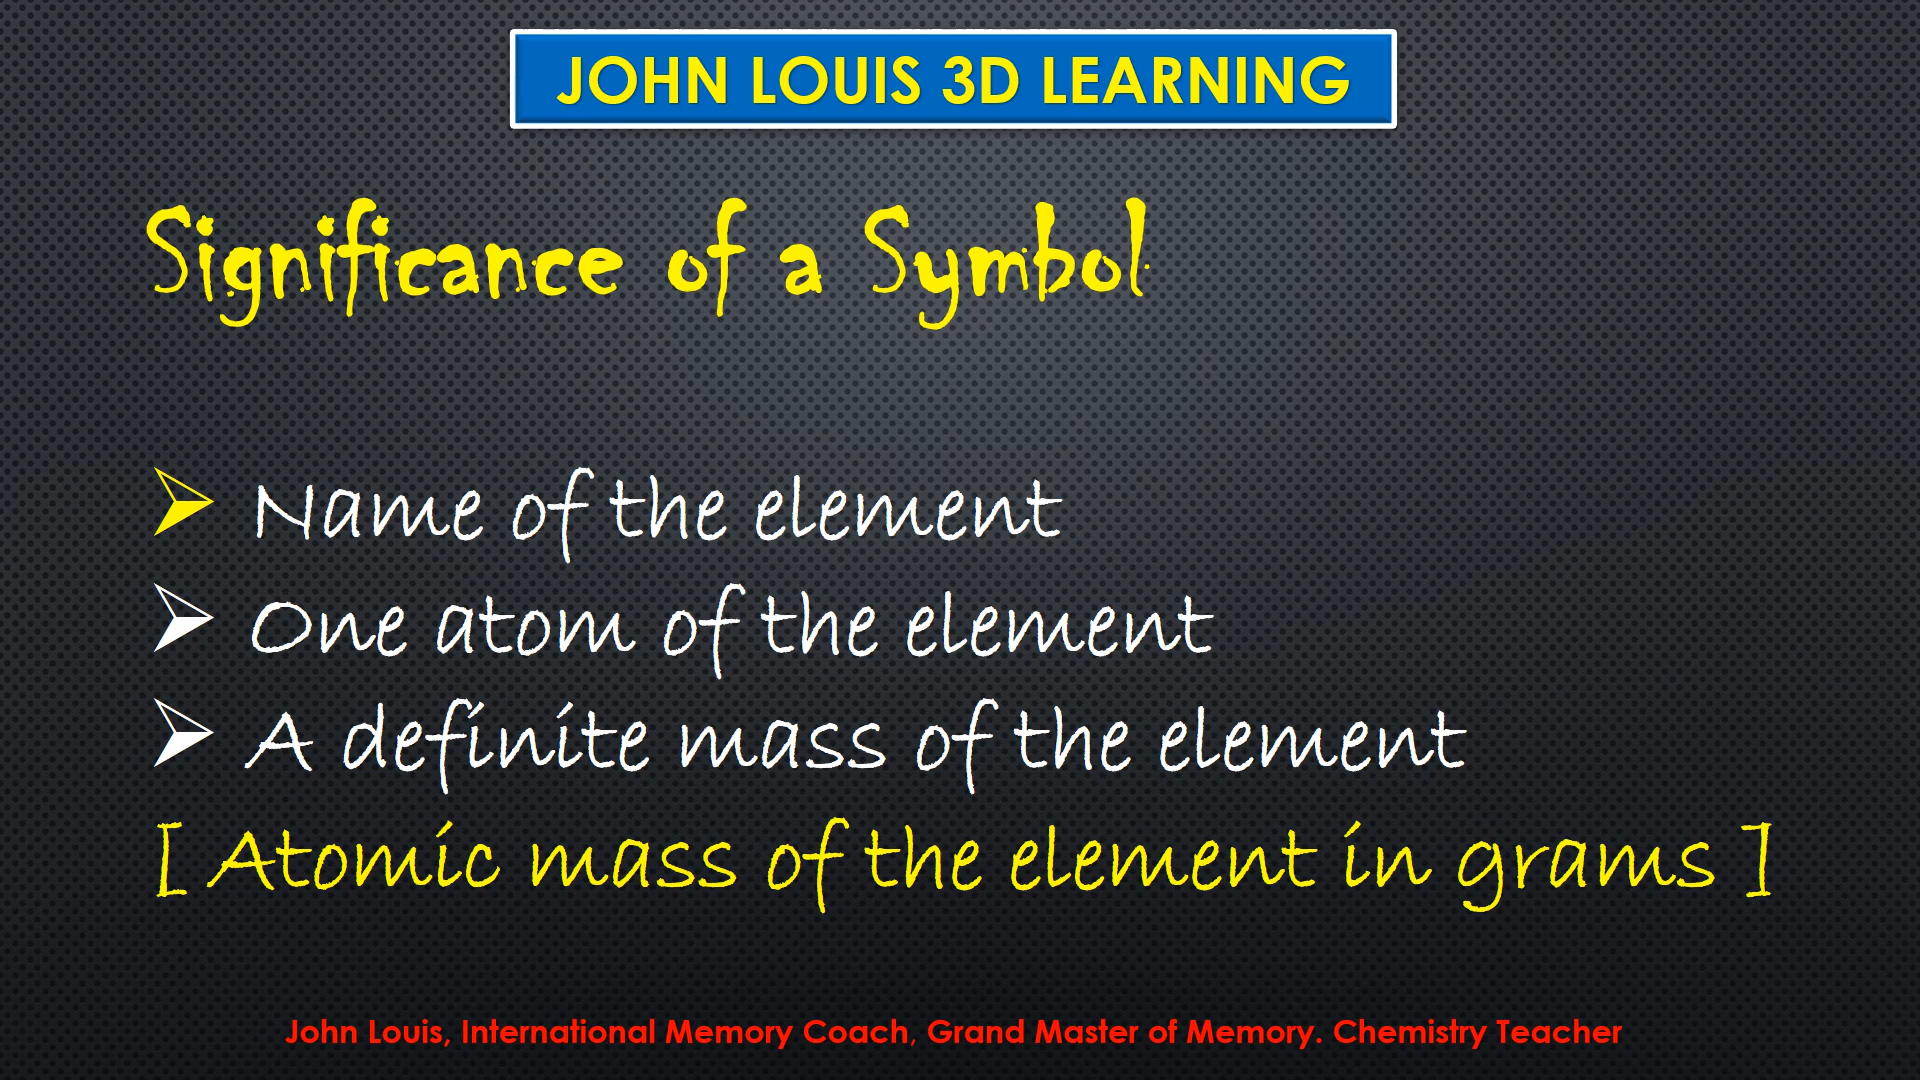 JOHN LOUIS 3D LEARNING
Significance of a Symbol
➢ Name of the element
➢ One atom of the element
➢ A definite mass of the element
[ Atomic mass of the element in grams ]
John Louis, International Memory Coach, Grand Master of Memory. Chemistry Teacher